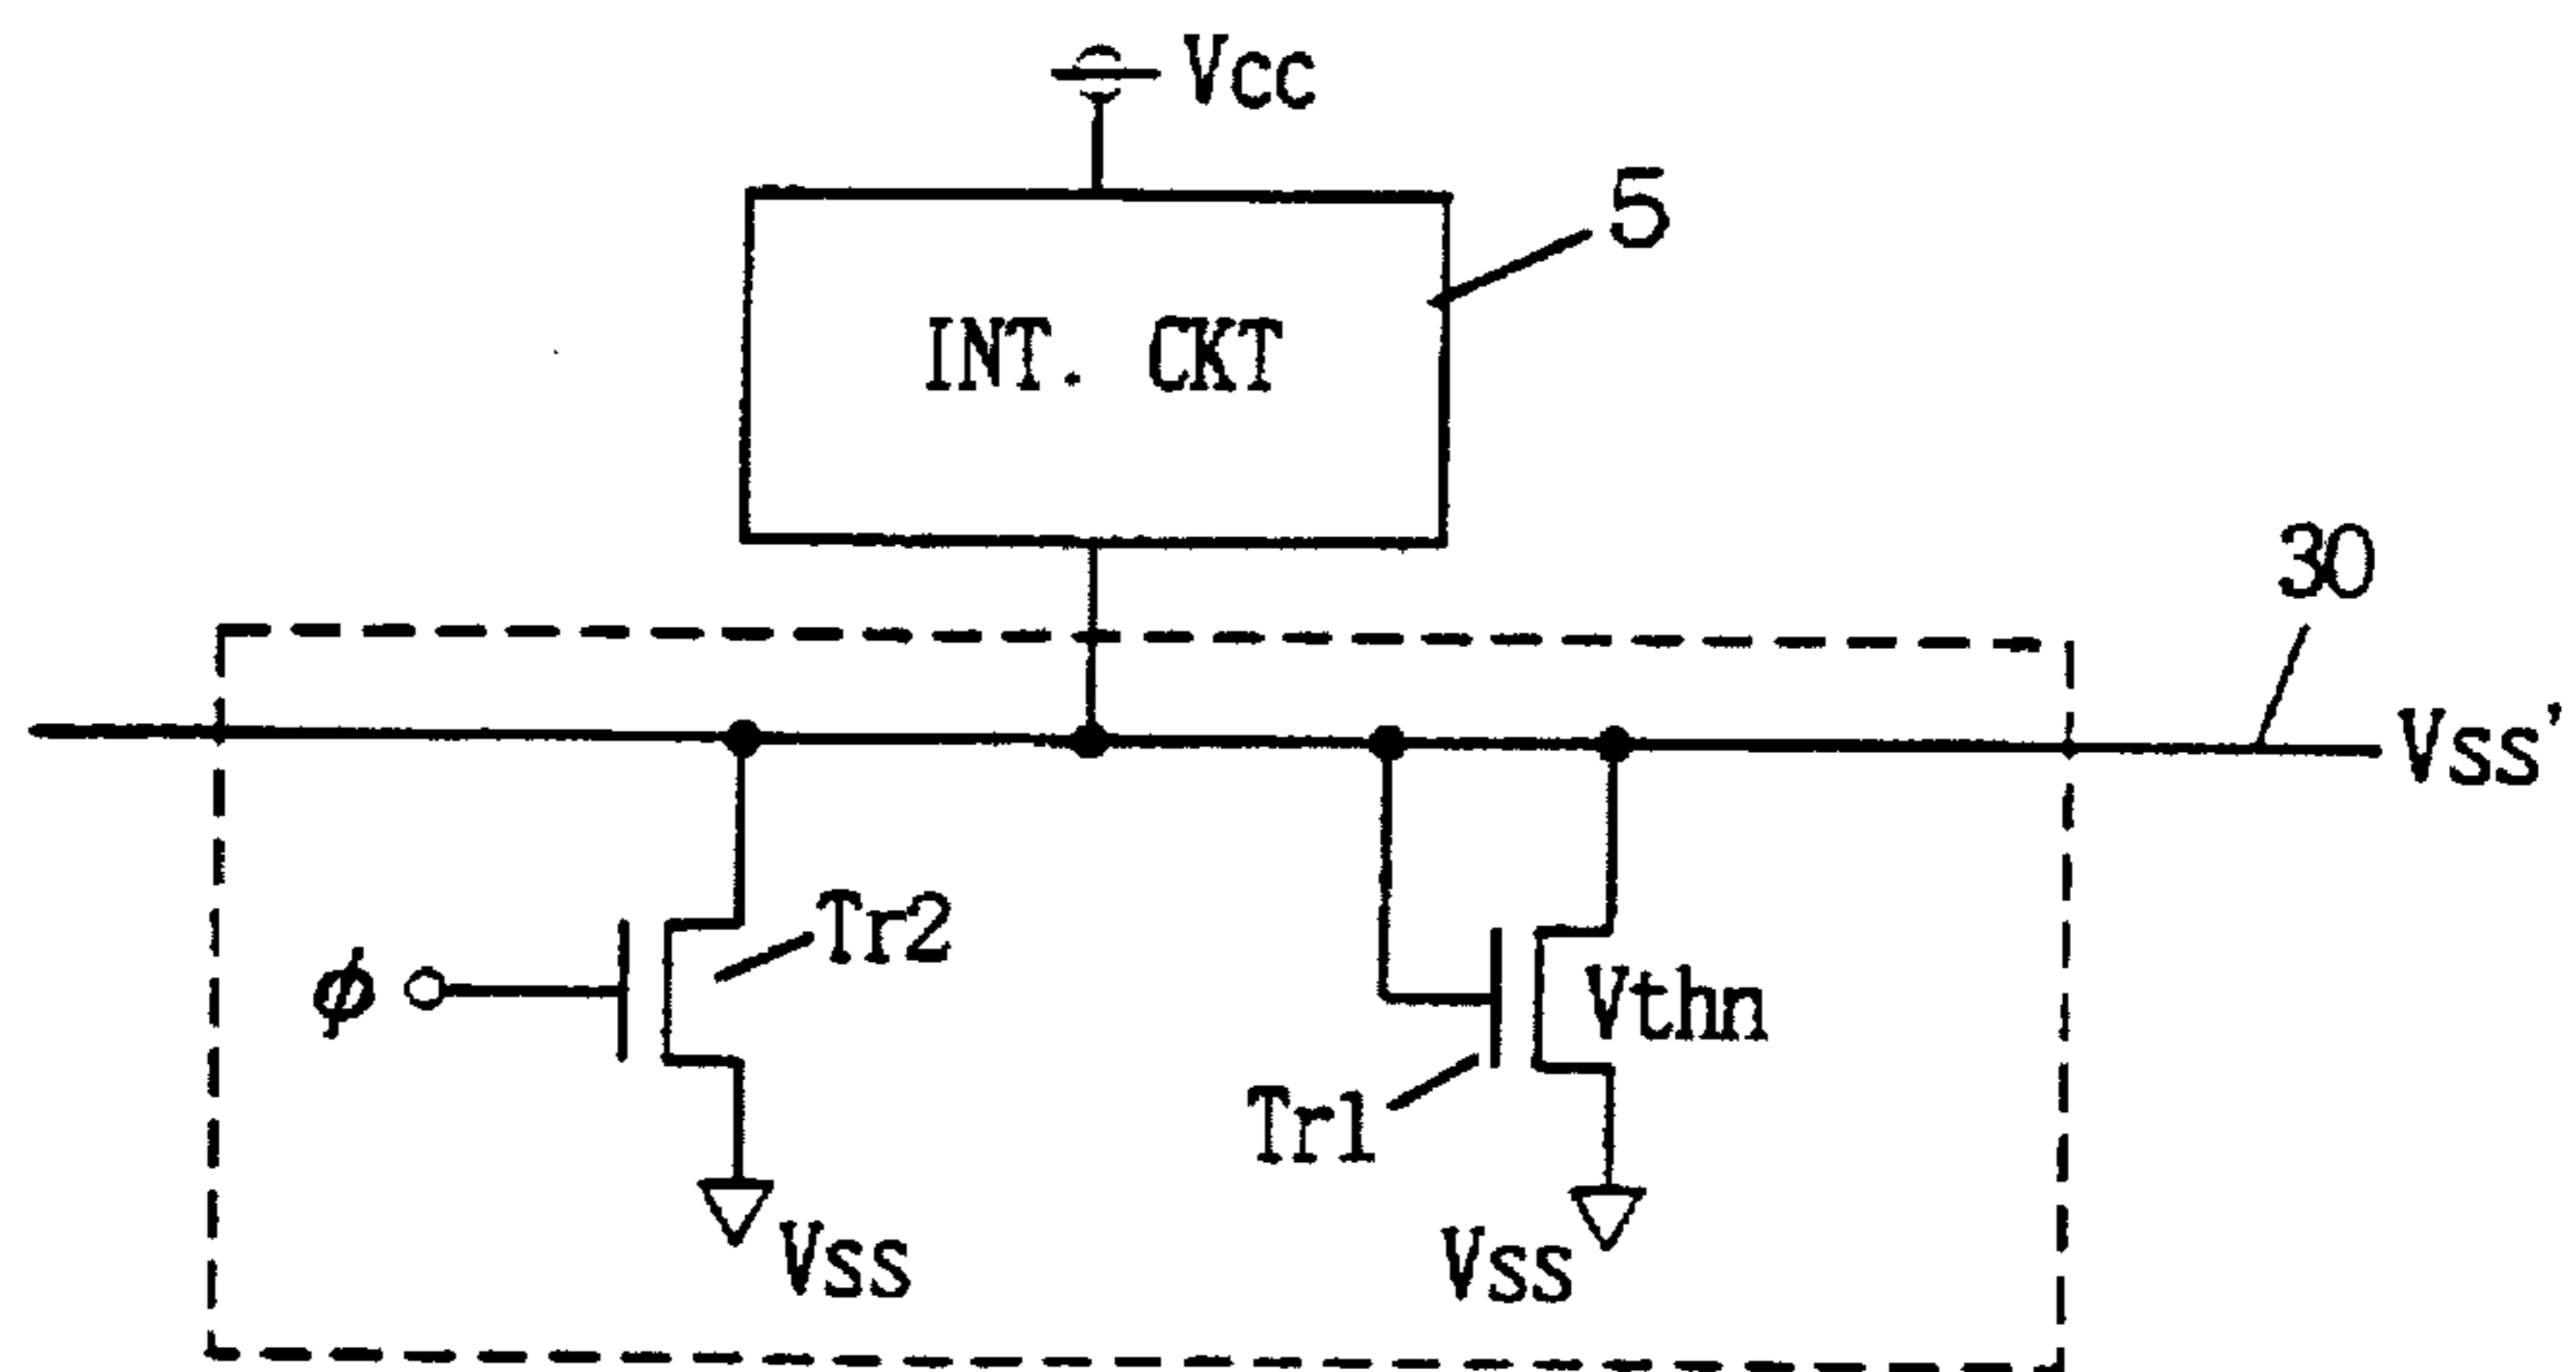 Vcc
5
INT. CKT
30
Vss'
Tr2
ϕ
Vthn
Tr1
Vss
Vss